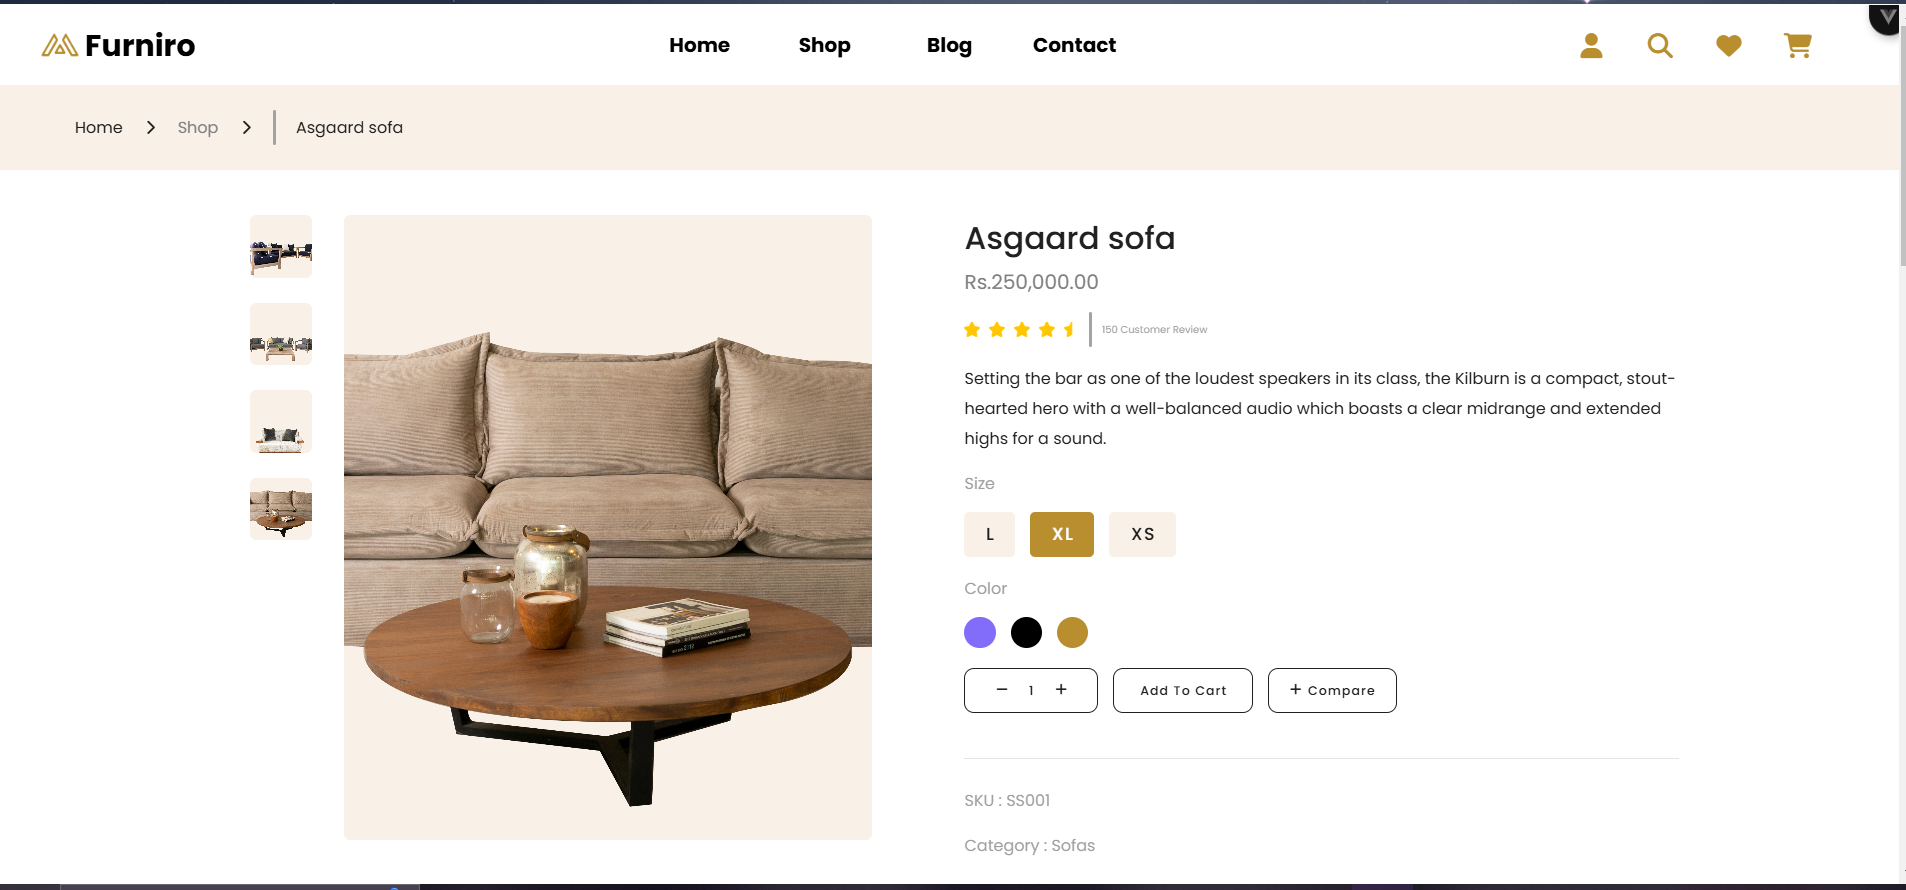 Furniro
Home Shop Blog Contact
Home > Shop > Asgaard sofa
Asgaard sofa
Rs.250,000.00
150 Customer Review
Setting the bar as one of the loudest speakers in its class, the Kilburn is a compact, stout-
hearted hero with a well-balanced audio which boasts a clear midrange and extended
highs for a sound.
Size
L XL XS
Color
− 1 + Add To Cart + Compare
SKU : SS001
Category : Sofas